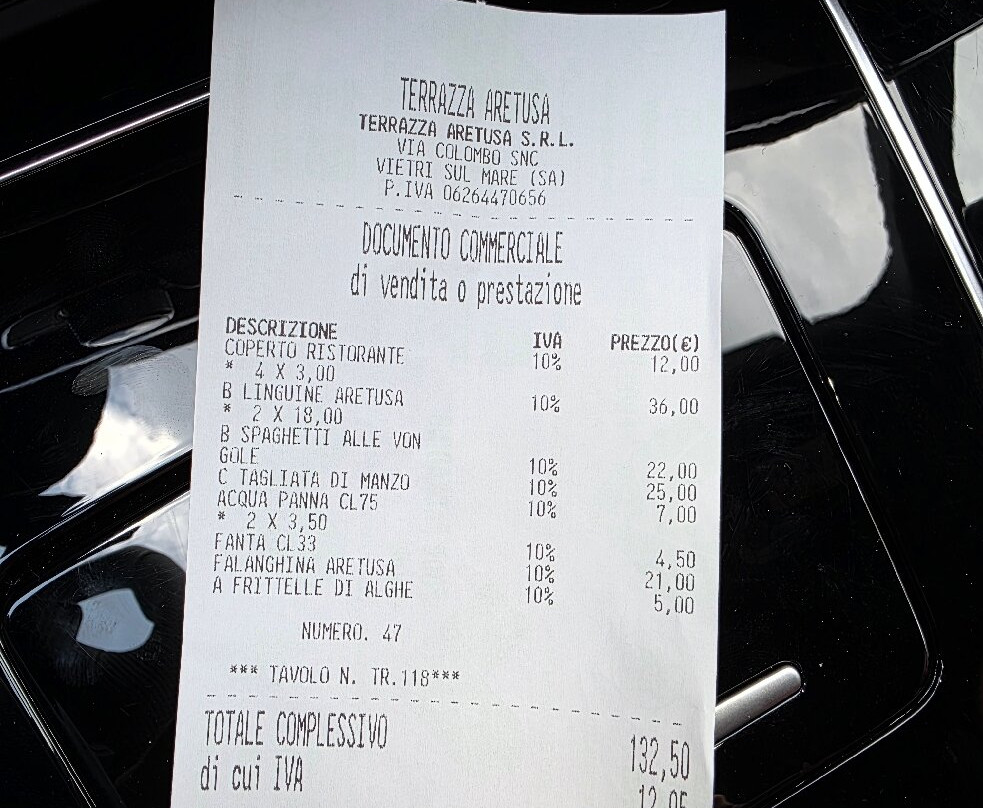 TERRAZZA ARETUSA
TERRAZZA ARETUSA S.R.L.
VIA COLOMBO SNC
VIETRI SUL MARE (SA)
P.IVA 06264470656
DOCUMENTO COMMERCIALE
di vendita o prestazione
DESCRIZIONE IVA PREZZO(€)
COPERTO RISTORANTE 10% 12,00
* 4 X 3,00
B LINGUINE ARETUSA 10% 36,00
* 2 X 18,00
B SPAGHETTI ALLE VON
GOLE 10% 22,00
C TAGLIATA DI MANZO 10% 25,00
ACQUA PANNA CL75 10% 7,00
* 2 X 3,50
FANTA CL33 10% 4,50
FALANGHINA ARETUSA 10% 21,00
A FRITTELLE DI ALGHE 10% 5,00
NUMERO. 47
*** TAVOLO N. TR.118***
TOTALE COMPLESSIVO 132,50
di cui IVA 12,05